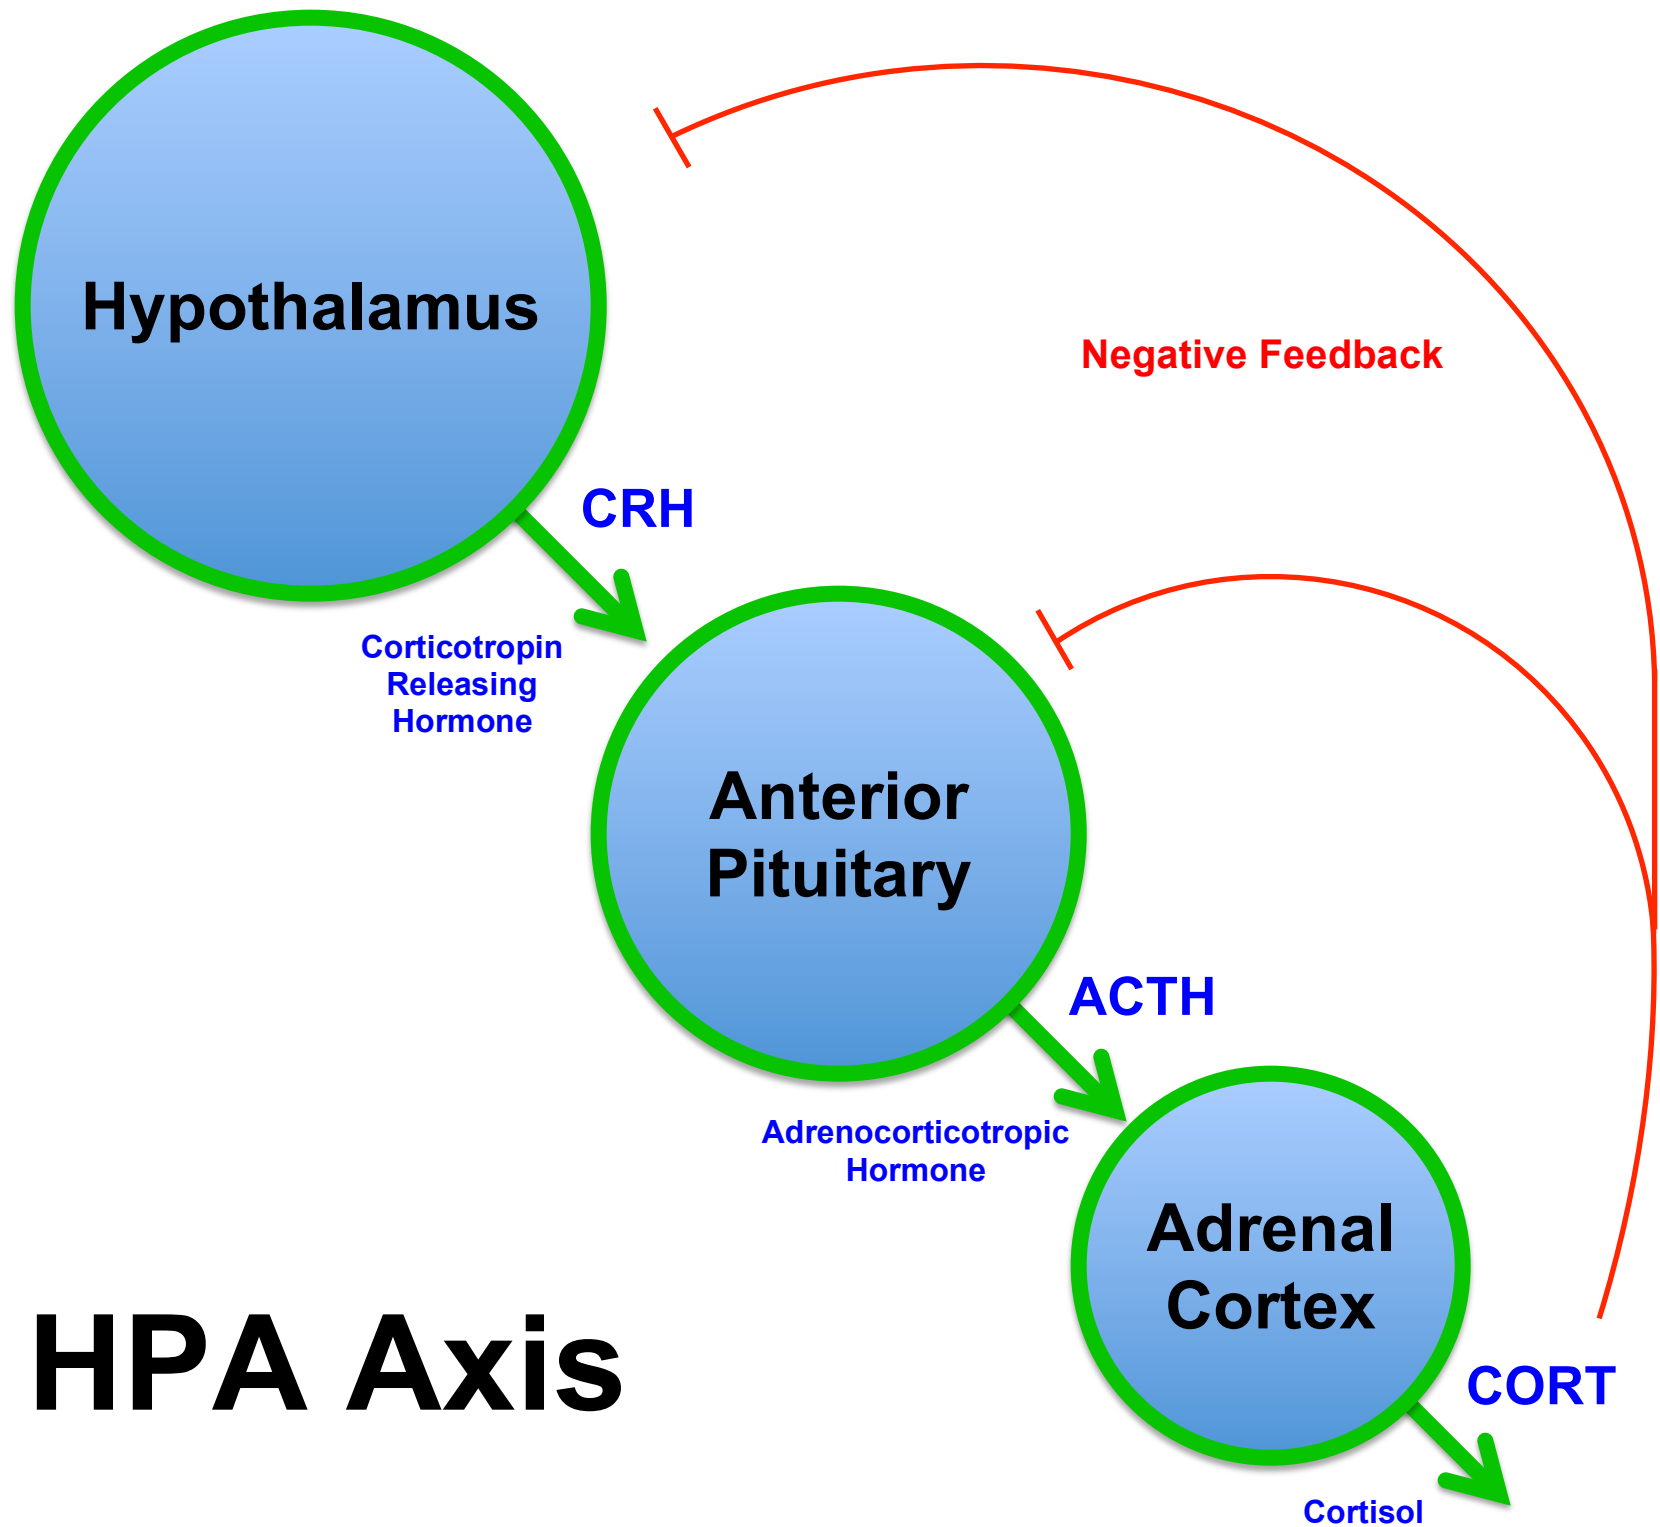 Hypothalamus
Negative Feedback
CRH
Corticotropin
Releasing
Hormone
Anterior
Pituitary
ACTH
Adrenocorticotropic
Hormone
Adrenal
Cortex
HPA Axis
CORT
Cortisol